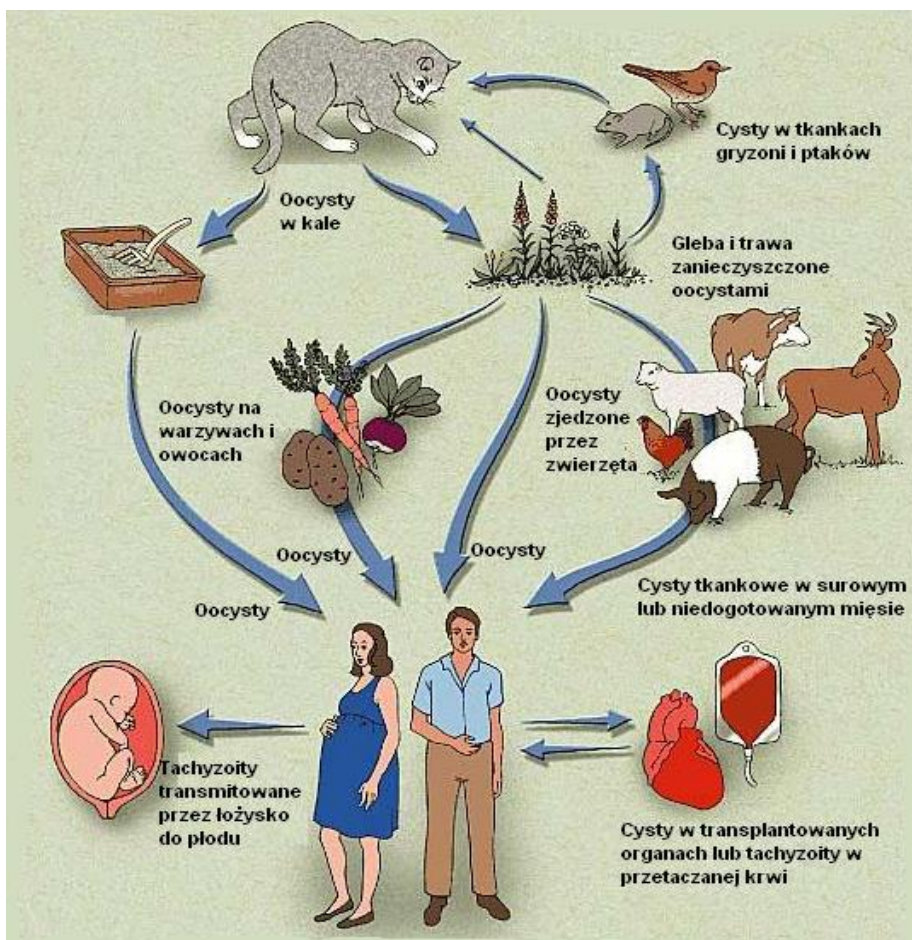 Cysty w tkankach
gryzoni i ptaków
Oocysty
w kale
Gleba i trawa
zanieczyszczone
oocystami
Oocysty na
warzywach i
owocach
Oocysty
zjedzone
przez
zwierzęta
Oocysty
Oocysty
Oocysty
Cysty tkankowe w surowym
lub niedogotowanym mięsie
Tachyzoity
transmitowane
przez łożysko
do płodu
Cysty w transplantowanych
organach lub tachyzoity w
przetaczanej krwi